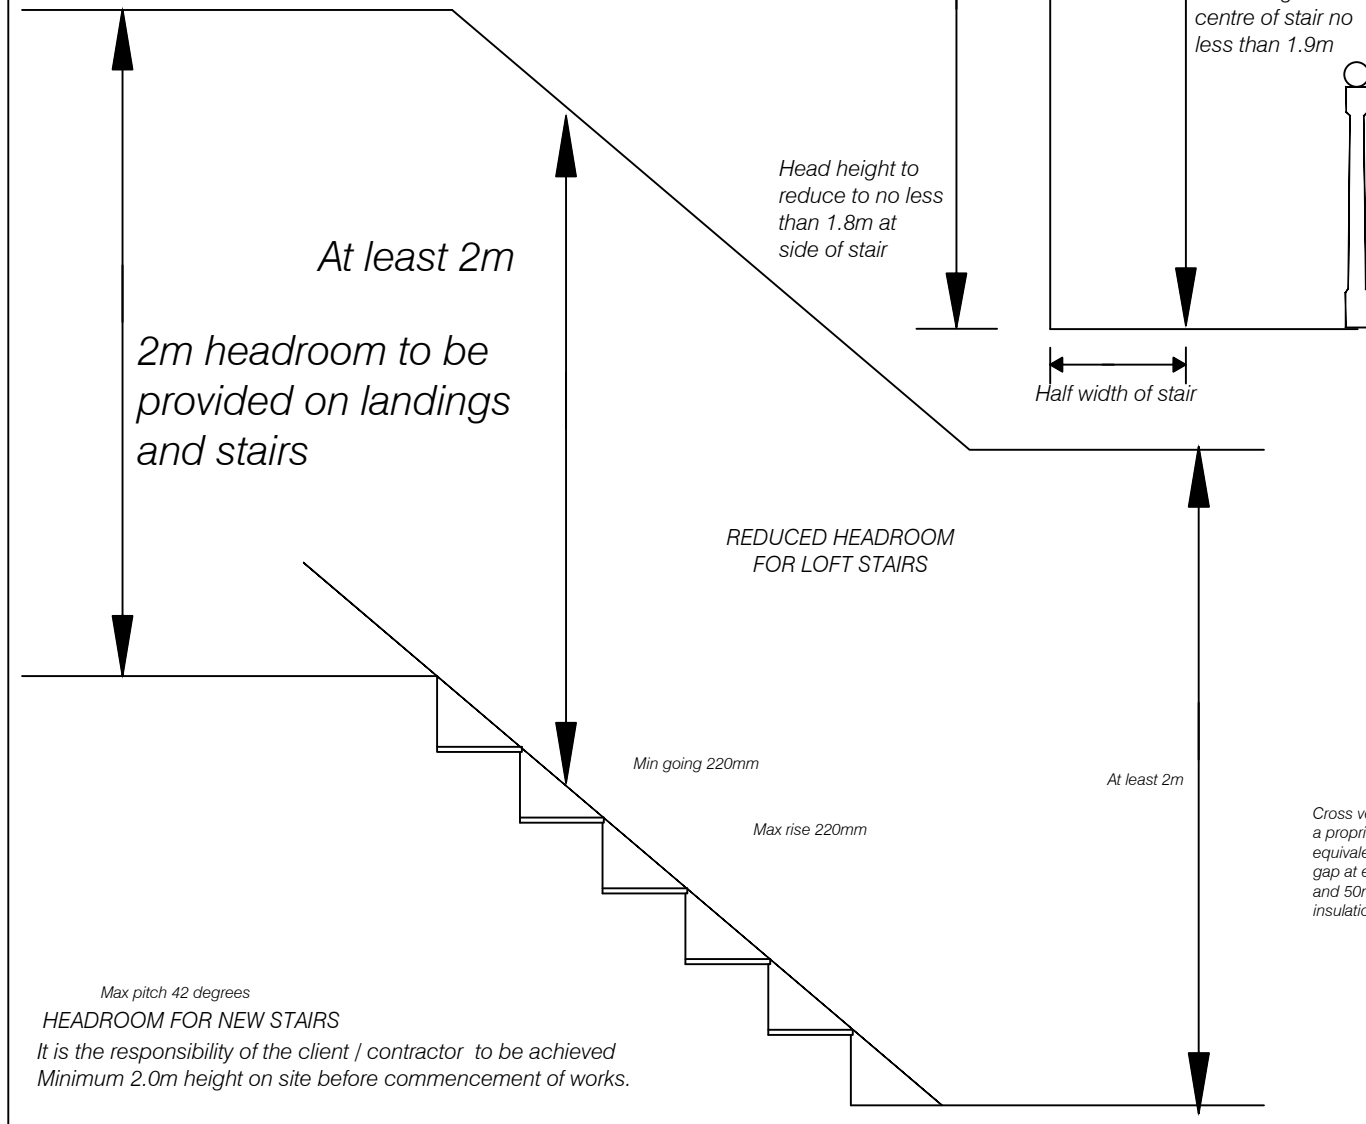 centre of stair no
less than 1.9m
Head height to
reduce to no less
than 1.8m at
side of stair
At least 2m
2m headroom to be
provided on landings
and stairs
Half width of stair
REDUCED HEADROOM
FOR LOFT STAIRS
Min going 220mm
Max rise 220mm
At least 2m
Cross
a
gap at
and
Max pitch 42 degrees
HEADROOM FOR NEW STAIRS
It is the responsibility of the client / contractor to be achieved
Minimum 2.0m height on site before commencement of works.